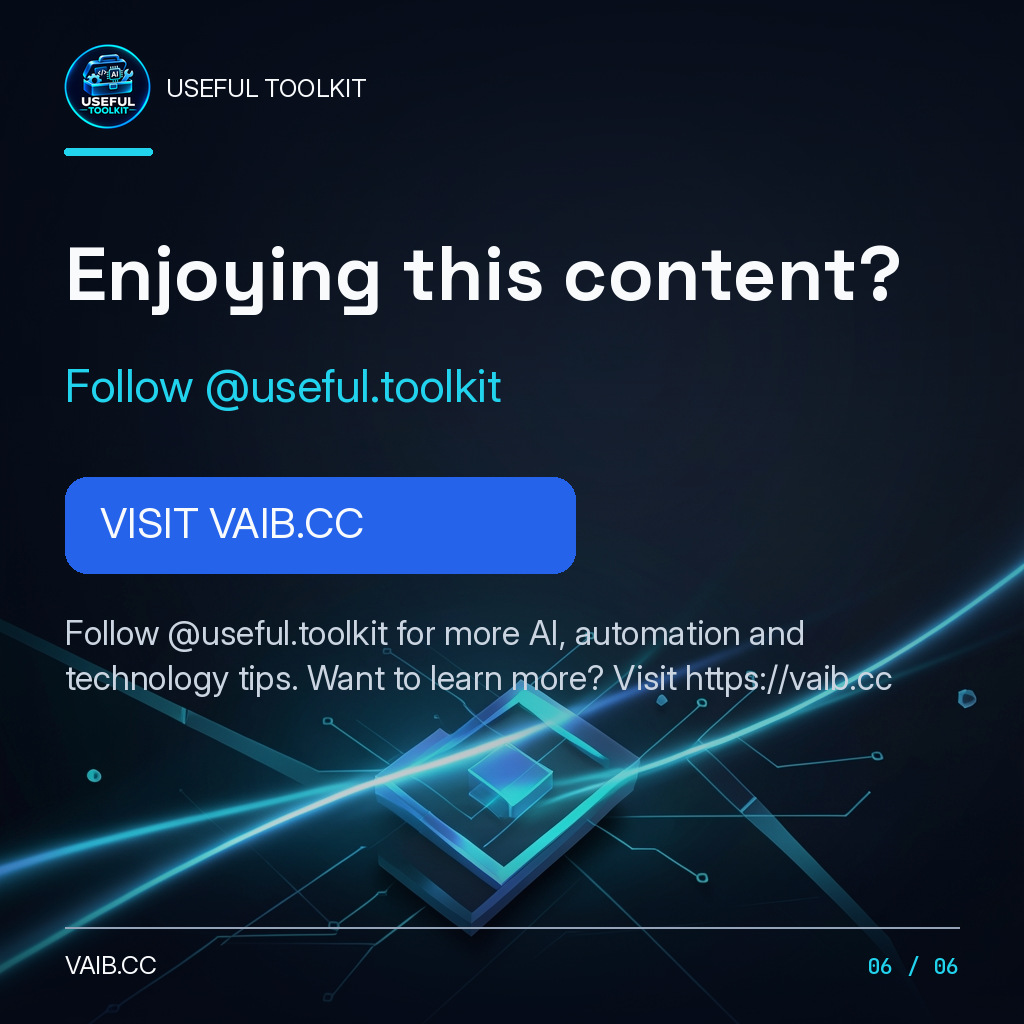 USEFUL
TOOLKIT
AI
USEFUL TOOLKIT
Enjoying this content?
Follow @useful.toolkit
VISIT VAIB.CC
Follow @useful.toolkit for more AI, automation and
technology tips. Want to learn more? Visit https://vaib.cc
VAIB.CC
06 / 06